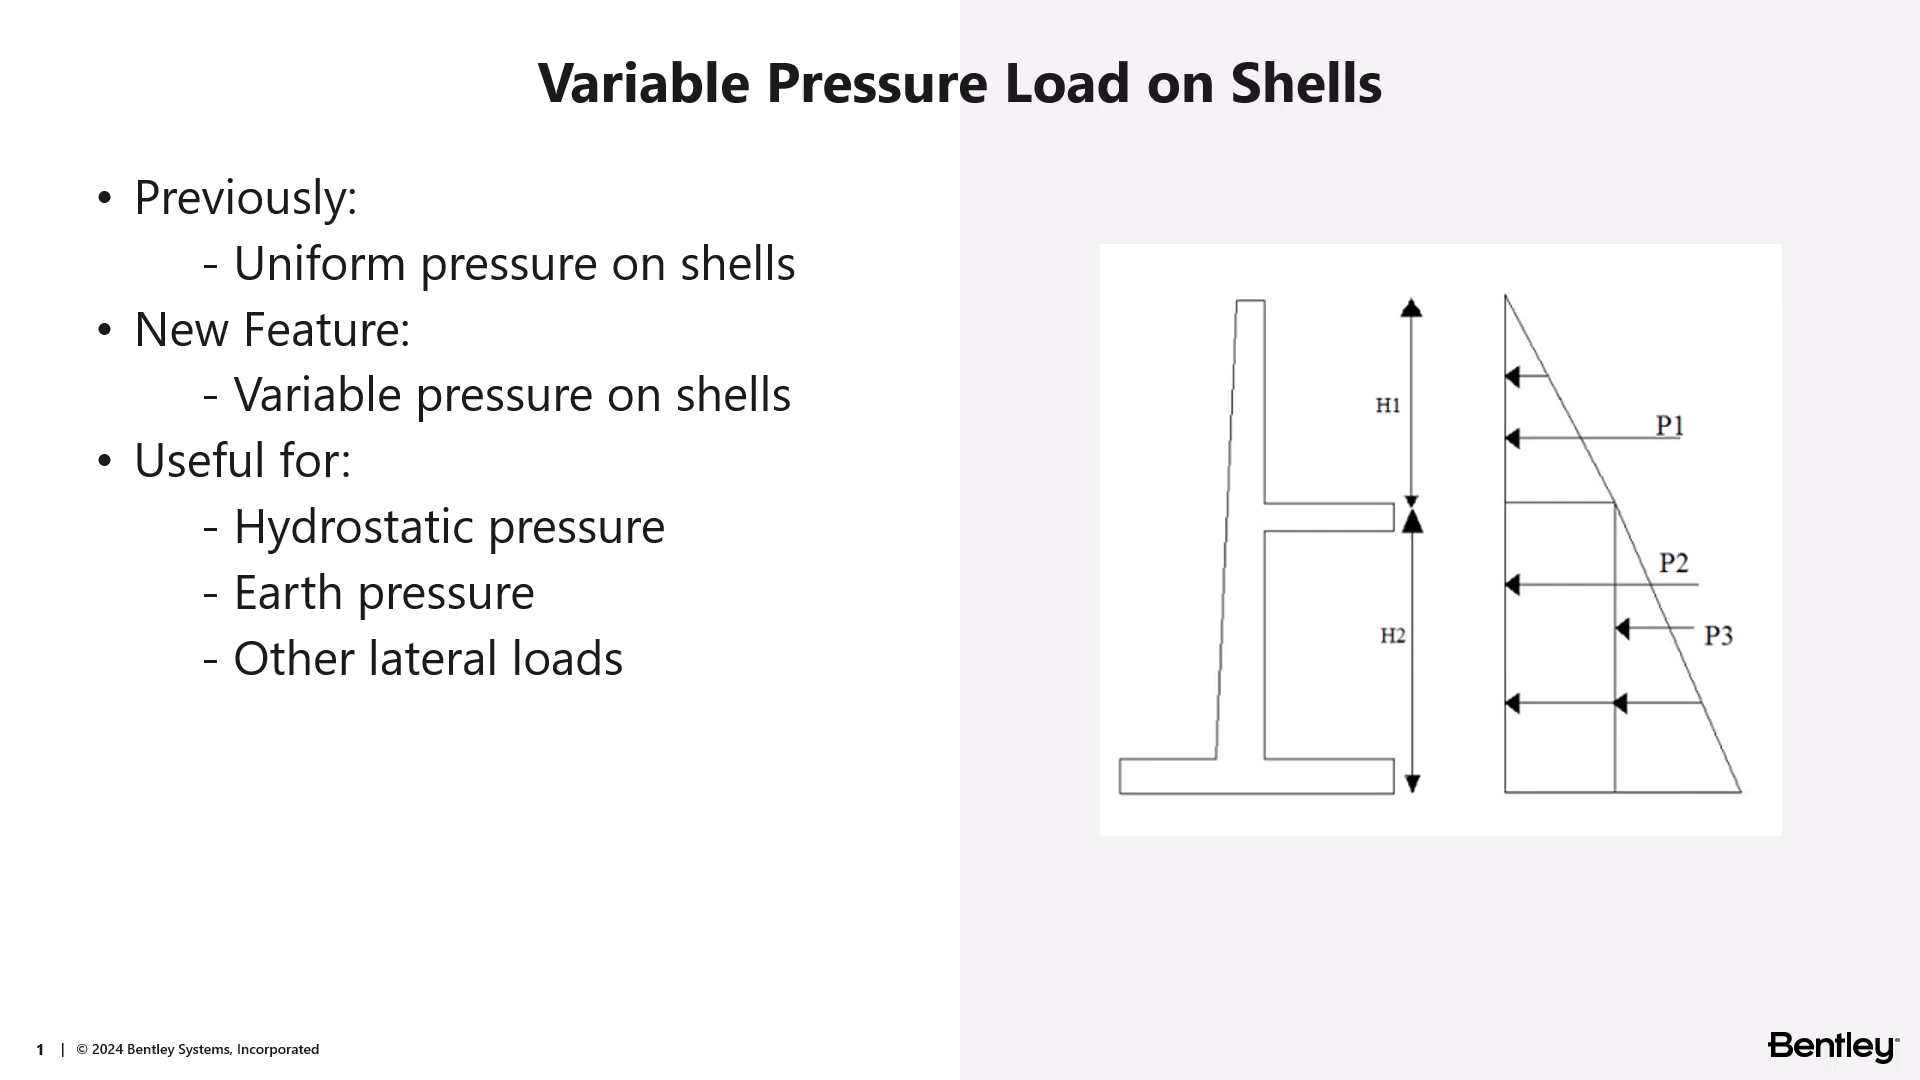 Variable Pressure Load on Shells
• Previously:
- Uniform pressure on shells
• New Feature:
- Variable pressure on shells
• Useful for:
- Hydrostatic pressure
- Earth pressure
- Other lateral loads
H1
P1
P2
H2
P3
1 | © 2024 Bentley Systems, Incorporated
Bentley